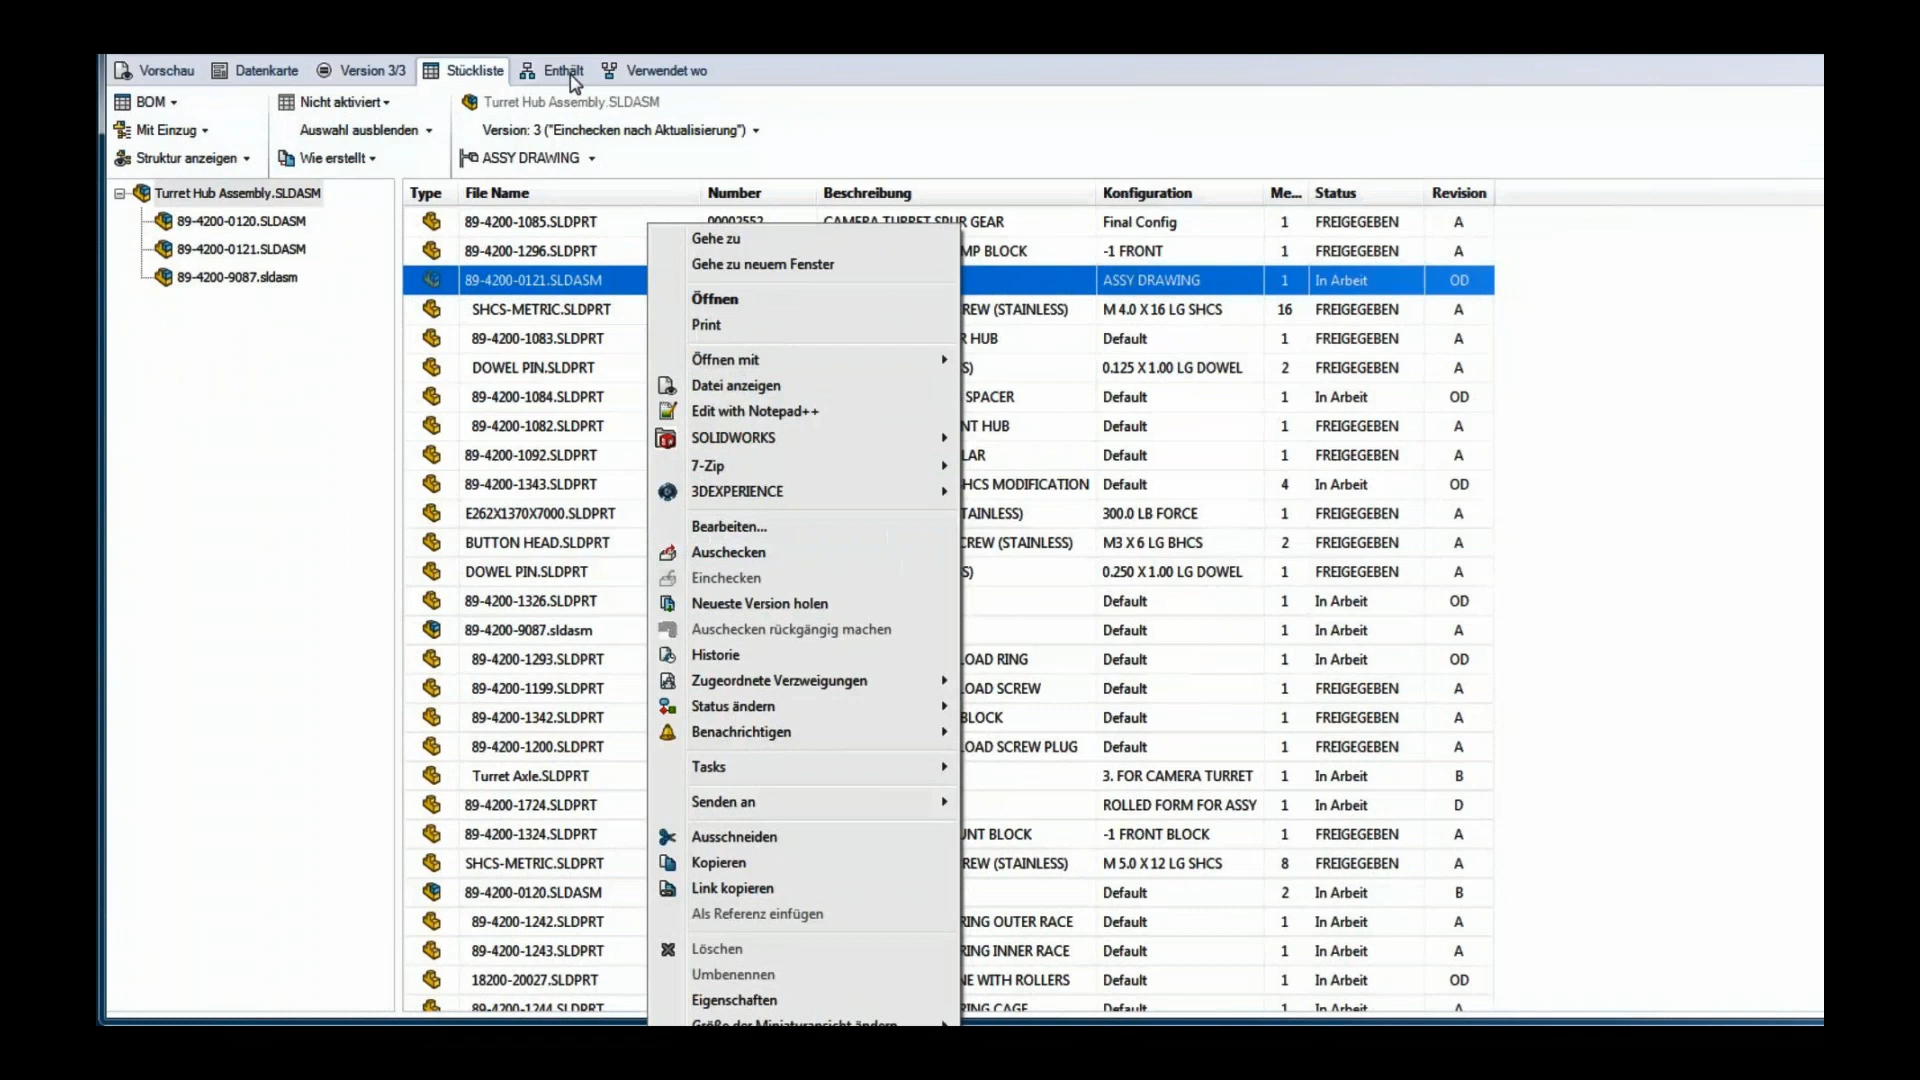 Vorschau Datenkarte Version 3/3 Stückliste Enthält Verwendet wo
BOM Nicht aktiviert Turret Hub Assembly.SLDASM
Mit Einzug Auswahl ausblenden Version: 3 ("Einchecken nach Aktualisierung")
Struktur anzeigen Wie erstellt ASSY DRAWING
Turret Hub Assembly.SLDASM
89-4200-0120.SLDASM
89-4200-0121.SLDASM
89-4200-9087.sldasm
Type File Name Number Beschreibung Konfiguration Me... Status Revision
89-4200-1085.SLDPRT 00002552 CAMERA TURRET SPUR GEAR Final Config 1 FREIGEGEBEN A
89-4200-1296.SLDPRT MP BLOCK -1 FRONT 1 FREIGEGEBEN A
89-4200-0121.SLDASM ASSY DRAWING 1 In Arbeit OD
SHCS-METRIC.SLDPRT REW (STAINLESS) M 4.0 X 16 LG SHCS 16 FREIGEGEBEN A
89-4200-1083.SLDPRT R HUB Default 1 FREIGEGEBEN A
DOWEL PIN.SLDPRT S) 0.125 X 1.00 LG DOWEL 2 FREIGEGEBEN A
89-4200-1084.SLDPRT SPACER Default 1 In Arbeit OD
89-4200-1082.SLDPRT NT HUB Default 1 FREIGEGEBEN A
89-4200-1092.SLDPRT LAR Default 1 FREIGEGEBEN A
89-4200-1343.SLDPRT HCS MODIFICATION Default 4 In Arbeit OD
E262X1370X7000.SLDPRT TAINLESS) 300.0 LB FORCE 1 FREIGEGEBEN A
BUTTON HEAD.SLDPRT CREW (STAINLESS) M3 X 6 LG BHCS 2 FREIGEGEBEN A
DOWEL PIN.SLDPRT S) 0.250 X 1.00 LG DOWEL 1 FREIGEGEBEN A
89-4200-1326.SLDPRT Default 1 In Arbeit OD
89-4200-9087.sldasm Default 1 In Arbeit A
89-4200-1293.SLDPRT LOAD RING Default 1 In Arbeit OD
89-4200-1199.SLDPRT LOAD SCREW Default 1 FREIGEGEBEN A
89-4200-1342.SLDPRT BLOCK Default 1 FREIGEGEBEN A
89-4200-1200.SLDPRT LOAD SCREW PLUG Default 1 FREIGEGEBEN A
Turret Axle.SLDPRT 3. FOR CAMERA TURRET 1 In Arbeit B
89-4200-1724.SLDPRT ROLLED FORM FOR ASSY 1 In Arbeit D
89-4200-1324.SLDPRT UNT BLOCK -1 FRONT BLOCK 1 FREIGEGEBEN A
SHCS-METRIC.SLDPRT REW (STAINLESS) M 5.0 X 12 LG SHCS 8 FREIGEGEBEN A
89-4200-0120.SLDASM Default 2 In Arbeit B
89-4200-1242.SLDPRT RING OUTER RACE Default 1 In Arbeit A
89-4200-1243.SLDPRT RING INNER RACE Default 1 In Arbeit A
18200-20027.SLDPRT NE WITH ROLLERS Default 1 In Arbeit OD
89-4200-1244.SLDPRT RING CAGE Default 1 In Arbeit A
Gehe zu
Gehe zu neuem Fenster
Öffnen
Print
Öffnen mit
Datei anzeigen
Edit with Notepad++
SOLIDWORKS
7-Zip
3DEXPERIENCE
Bearbeiten...
Auschecken
Einchecken
Neueste Version holen
Auschecken rückgängig machen
Historie
Zugeordnete Verzweigungen
Status ändern
Benachrichtigen
Tasks
Senden an
Ausschneiden
Kopieren
Link kopieren
Als Referenz einfügen
Löschen
Umbenennen
Eigenschaften
Größe der Miniaturansicht ändern